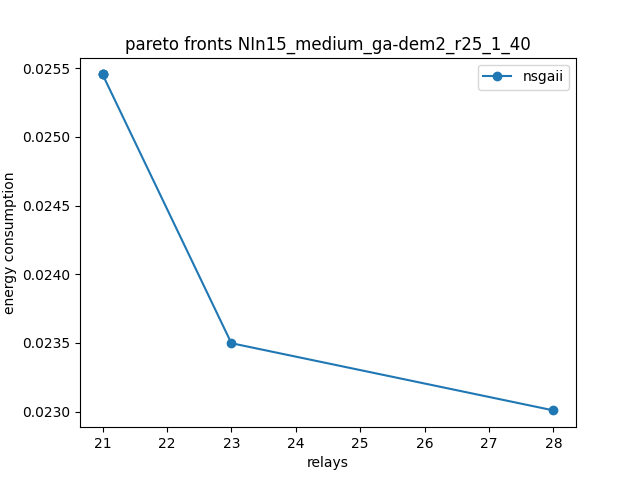 pareto fronts NIn15_medium_ga-dem2_r25_1_40
nsgaii
energy consumption
0.0255
0.0250
0.0245
0.0240
0.0235
0.0230
21 22 23 24 25 26 27 28
relays